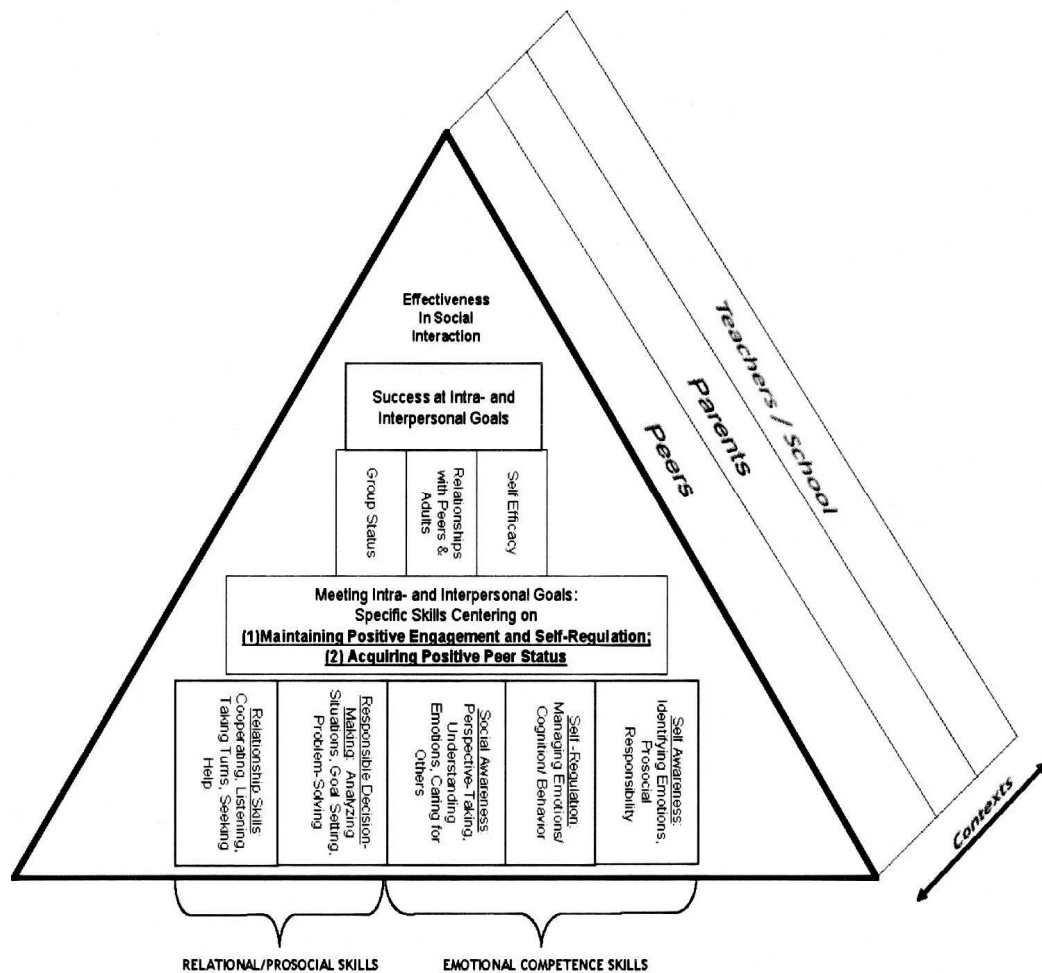 Effectiveness
In Social
Interaction
Success at Intra- and
Interpersonal Goals
Group Status
Relationships
with Peers &
Adults
Self Efficacy
Meeting Intra- and Interpersonal Goals:
Specific Skills Centering on
(1)Maintaining Positive Engagement and Self-Regulation;
(2) Acquiring Positive Peer Status
Relationship Skills
Cooperating, Listening,
Taking Turns, Seeking
Help
Responsible Decision-
Making: Analyzing
Situations, Goal Setting,
Problem-Solving
Social Awareness
Perspective-Taking,
Understanding
Emotions, Caring for
Others
Self -Regulation:
Managing Emotions/
Cognition/ Behavior
Self Awareness:
Identifying Emotions,
Prosocial
Responsibility
RELATIONAL/PROSOCIAL SKILLS
EMOTIONAL COMPETENCE SKILLS
Peers
Parents
Teachers / School
Contexts